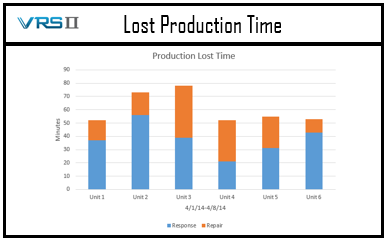 VRS II
Lost Production Time
Production Lost Time
90
80
70
60
50
40
30
20
10
0
Minutes
Unit 1 Unit 2 Unit 3 Unit 4 Unit 5 Unit 6
4/1/14-4/8/14
Response Repair